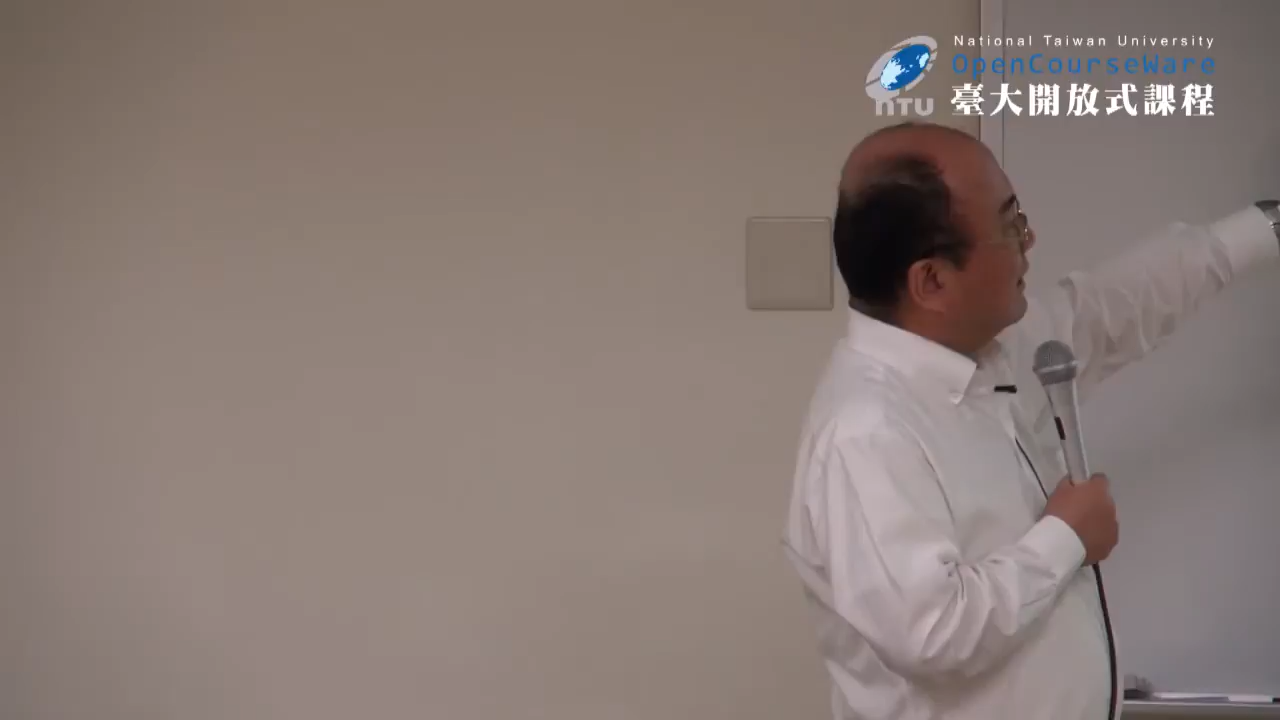 National Taiwan University
OpenCourseWare
NTU 臺大開放式課程